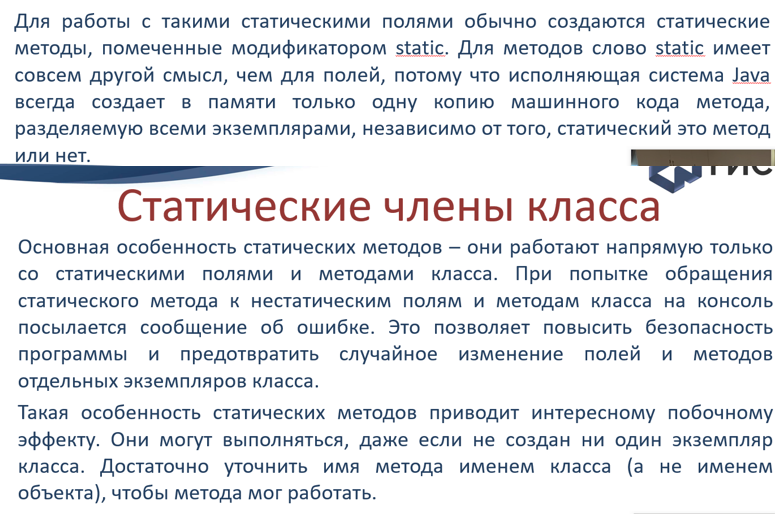 Для работы с такими статическими полями обычно создаются статические
методы, помеченные модификатором static. Для методов слово static имеет
совсем другой смысл, чем для полей, потому что исполняющая система Java
всегда создает в памяти только одну копию машинного кода метода,
разделяемую всеми экземплярами, независимо от того, статический это метод
или нет.
Статические члены класса
Основная особенность статических методов – они работают напрямую только
со статическими полями и методами класса. При попытке обращения
статического метода к нестатическим полям и методам класса на консоль
посылается сообщение об ошибке. Это позволяет повысить безопасность
программы и предотвратить случайное изменение полей и методов
отдельных экземпляров класса.
Такая особенность статических методов приводит интересному побочному
эффекту. Они могут выполняться, даже если не создан ни один экземпляр
класса. Достаточно уточнить имя метода именем класса (а не именем
объекта), чтобы метода мог работать.